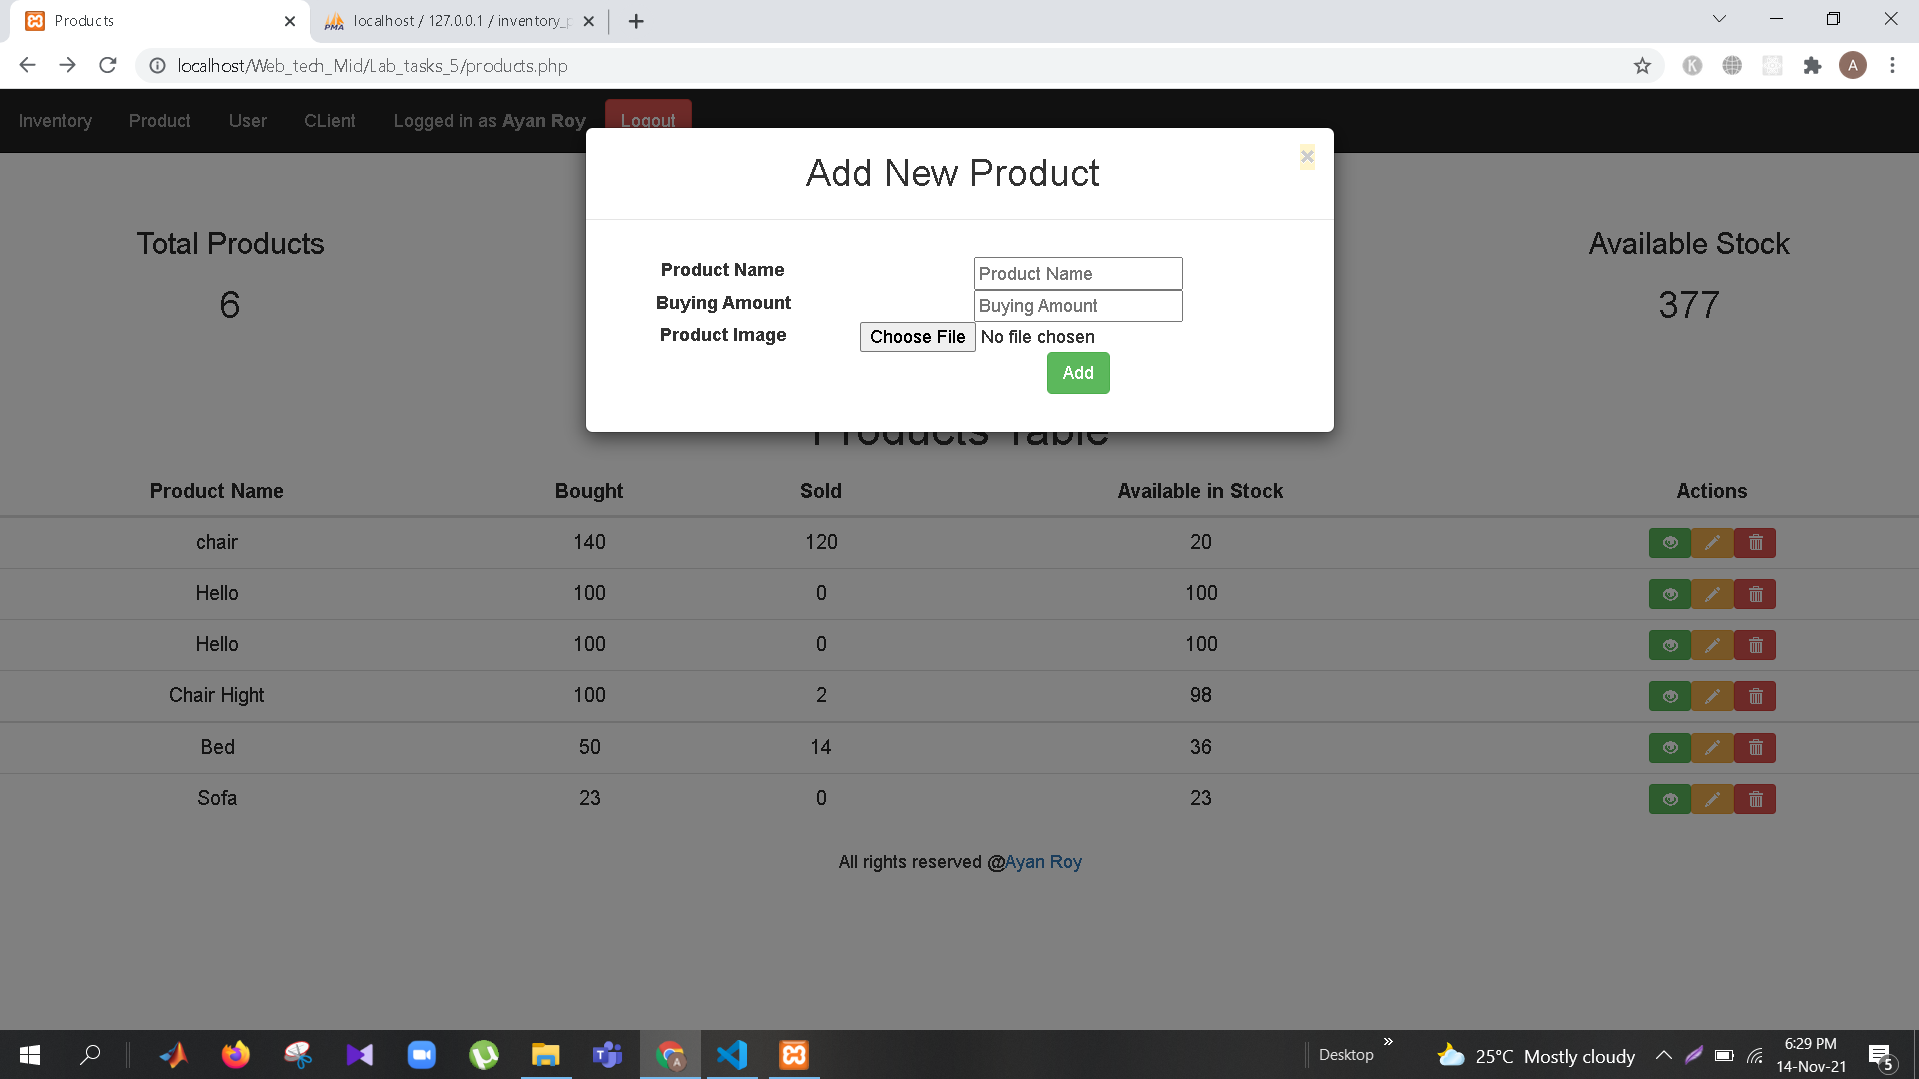 Products
localhost / 127.0.0.1 / inventory_p
localhost/Web_tech_Mid/Lab_tasks_5/products.php
K
A
Inventory Product User CLient Logged in as Ayan Roy Logout
Add New Product ×
Total Products
6
Available Stock
377
Product Name Product Name
Buying Amount Buying Amount
Product Image Choose File No file chosen
Add
Products Table
Product Name Bought Sold Available in Stock Actions
chair 140 120 20
Hello 100 0 100
Hello 100 0 100
Chair Hight 100 2 98
Bed 50 14 36
Sofa 23 0 23
All rights reserved @Ayan Roy
Desktop
25°C Mostly cloudy
6:29 PM
14-Nov-21
5